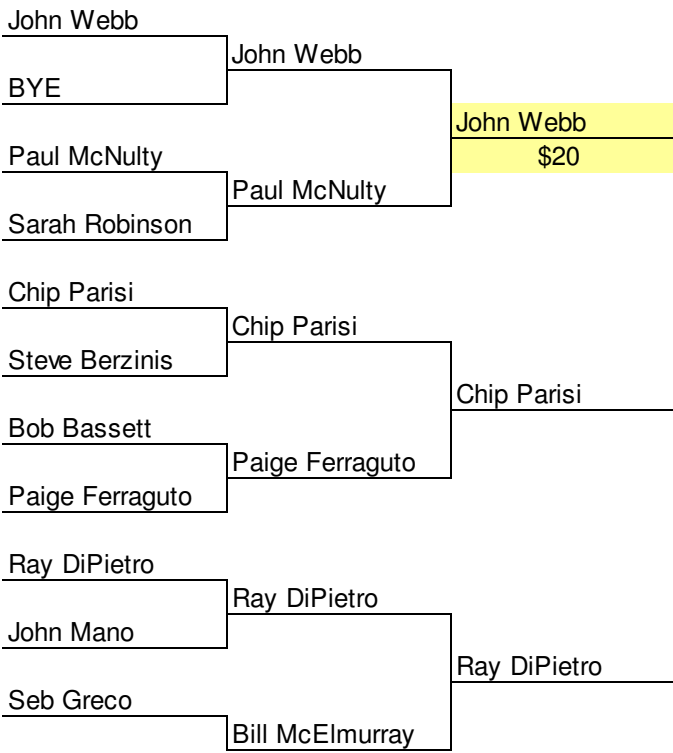 John Webb
John Webb
BYE
John Webb
Paul McNulty
$20
Paul McNulty
Sarah Robinson
Chip Parisi
Chip Parisi
Steve Berzinis
Chip Parisi
Bob Bassett
Paige Ferraguto
Paige Ferraguto
Ray DiPietro
Ray DiPietro
John Mano
Ray DiPietro
Seb Greco
Bill McElmurray